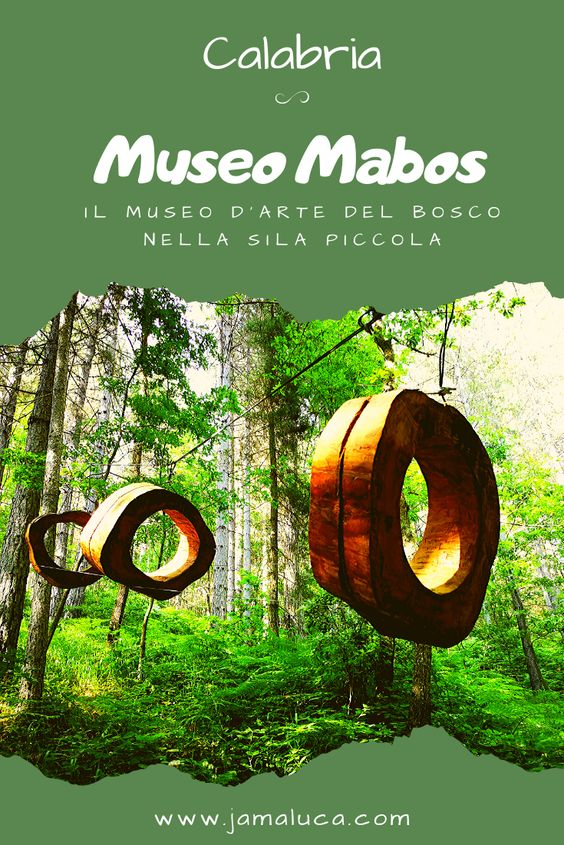 Calabria
Museo Mabos
IL MUSEO D'ARTE DEL BOSCO
NELLA SILA PICCOLA
www.jamaluca.com